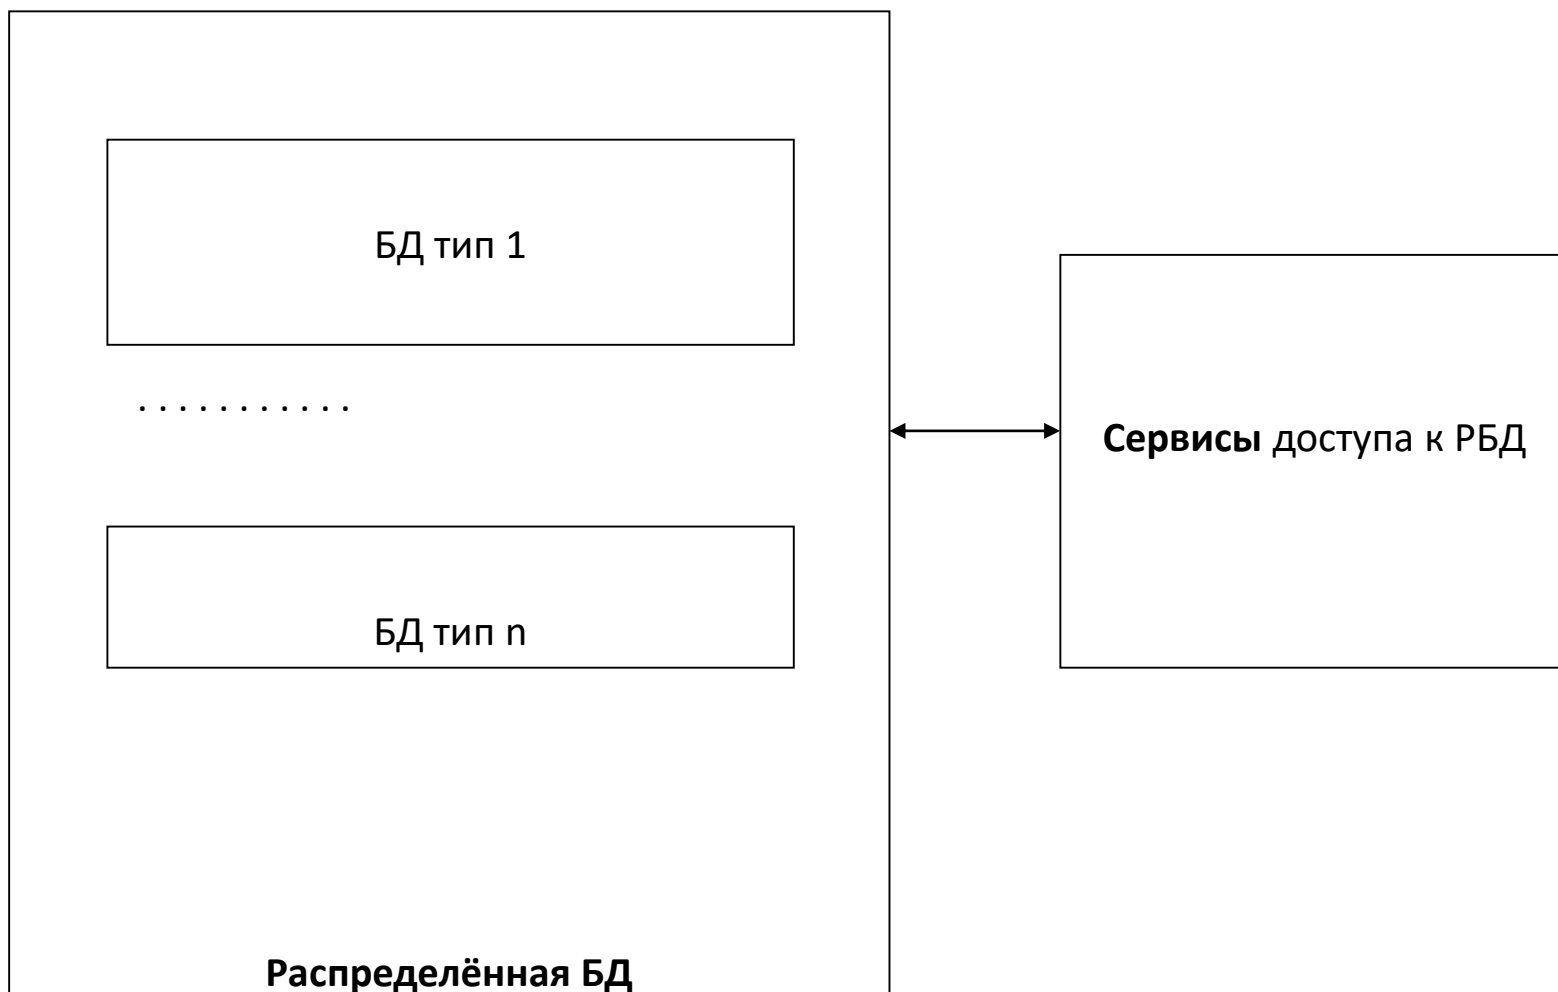 БД тип 1
. . . . . . . . . . .
Сервисы доступа к РБД
БД тип n
Распределённая БД